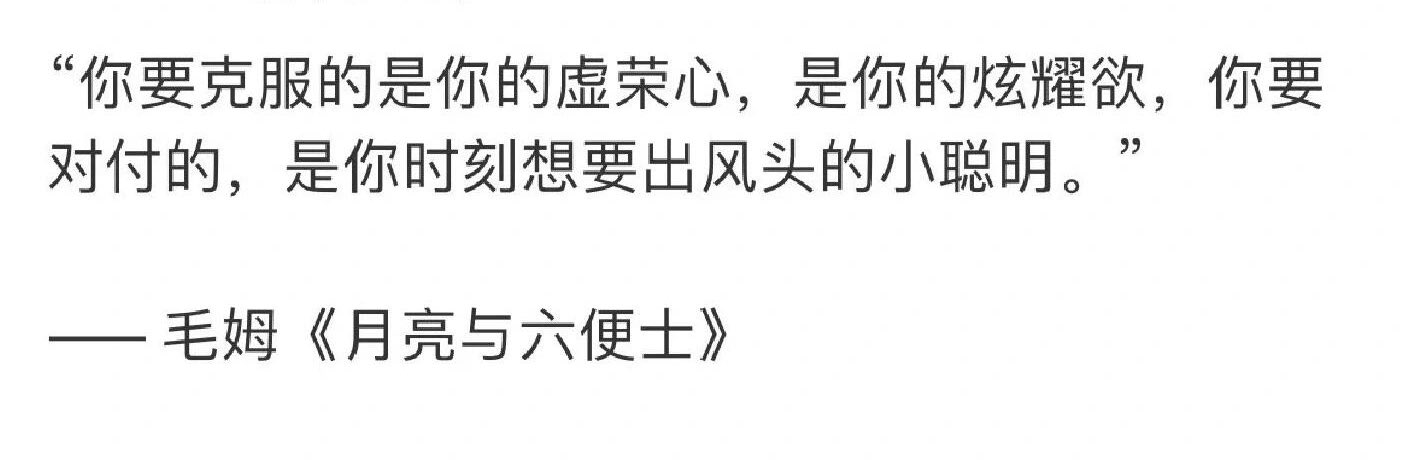 “你要克服的是你的虚荣心，是你的炫耀欲，你要
对付的，是你时刻想要出风头的小聪明。”
—— 毛姆《月亮与六便士》